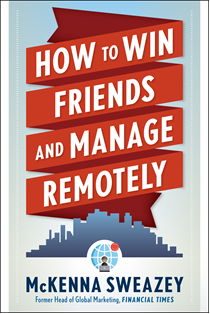 HOW TO WIN
FRIENDS
AND MANAGE
REMOTELY
MCKENNA SWEAZEY
Former Head of Global Marketing, FINANCIAL TIMES